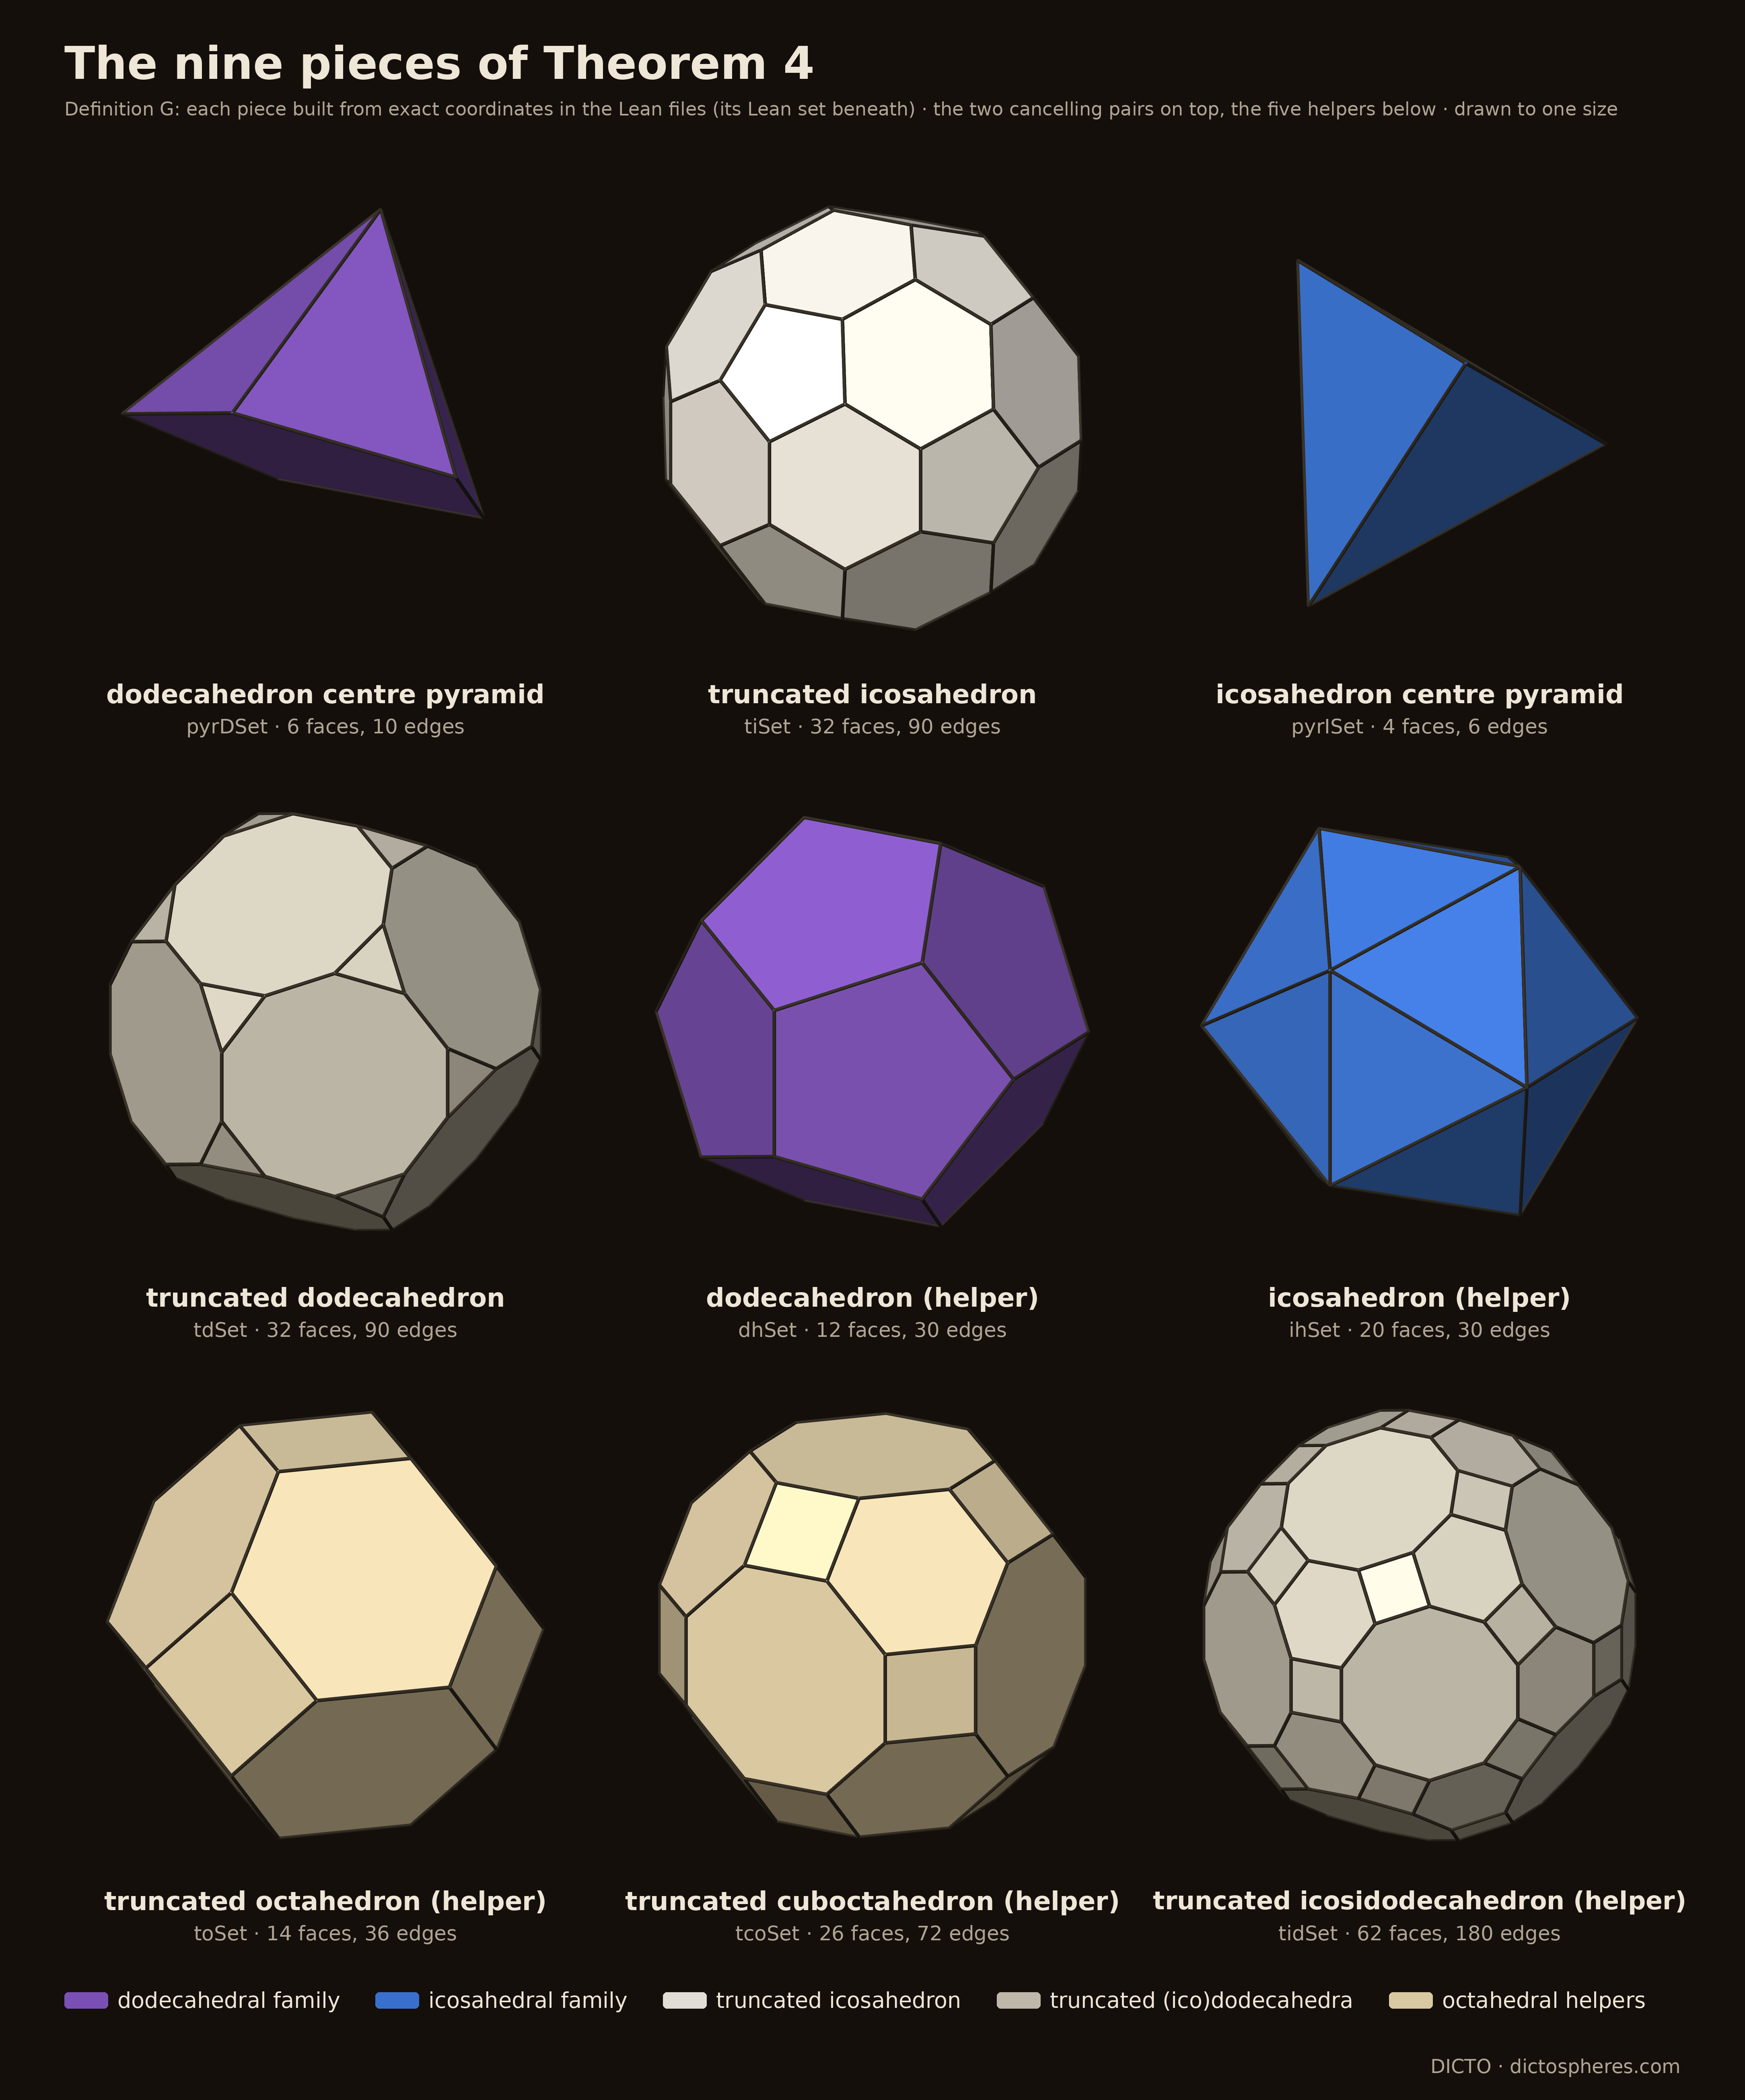 The nine pieces of Theorem 4
Definition G: each piece built from exact coordinates in the Lean files (its Lean set beneath) · the two cancelling pairs on top, the five helpers below · drawn to one size
dodecahedron centre pyramid
pyrDSet · 6 faces, 10 edges
truncated icosahedron
tiSet · 32 faces, 90 edges
icosahedron centre pyramid
pyrISet · 4 faces, 6 edges
truncated dodecahedron
tdSet · 32 faces, 90 edges
dodecahedron (helper)
dhSet · 12 faces, 30 edges
icosahedron (helper)
ihSet · 20 faces, 30 edges
truncated octahedron (helper)
toSet · 14 faces, 36 edges
truncated cuboctahedron (helper)
tcoSet · 26 faces, 72 edges
truncated icosidodecahedron (helper)
tidSet · 62 faces, 180 edges
dodecahedral family
icosahedral family
truncated icosahedron
truncated (ico)dodecahedra
octahedral helpers
DICTO · dictospheres.com